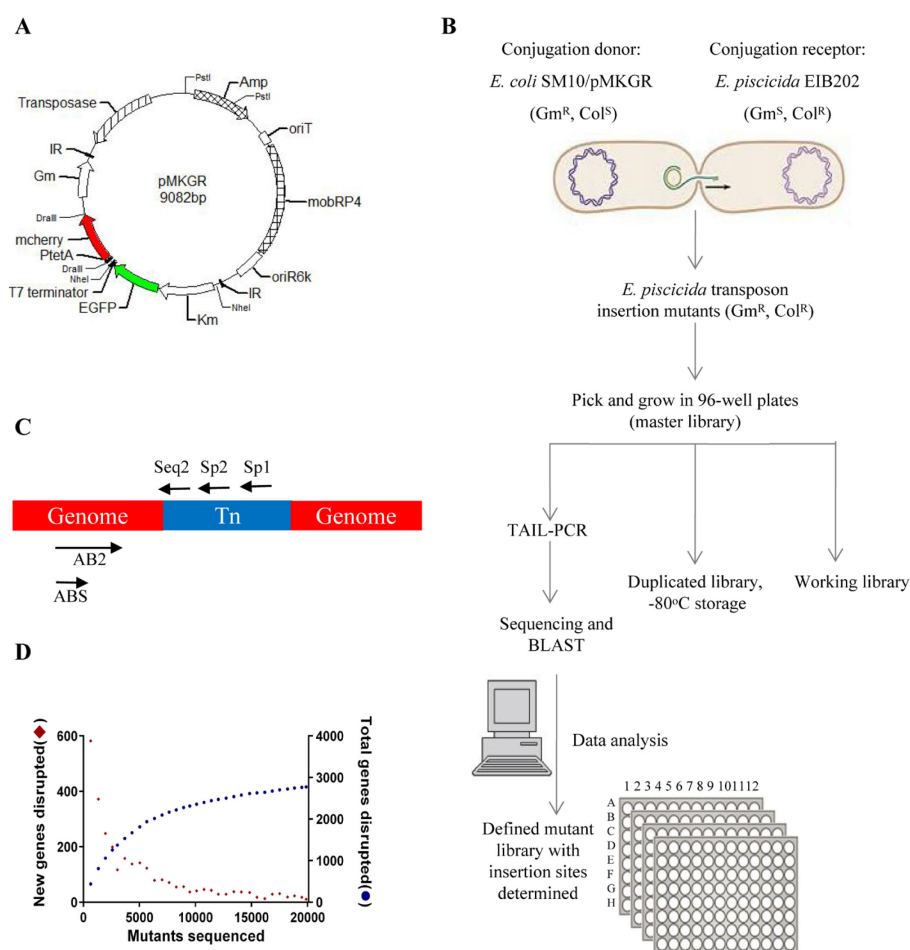 A
PstI
Amp
PstI
Transposase
oriT
IR
Gm
pMKGR
9082bp
mobRP4
DraIII
mcherry
PtetA
DraIII
NheI
T7 terminator
EGFP
Km
NheI
IR
oriR6k
B
Conjugation donor:
E. coli SM10/pMKGR
(Gmᴿ, Colˢ)
Conjugation receptor:
E. piscicida EIB202
(Gmˢ, Colᴿ)
E. piscicida transposon
insertion mutants (Gmᴿ, Colᴿ)
Pick and grow in 96-well plates
(master library)
TAIL-PCR
Duplicated library,
-80°C storage
Working library
Sequencing and
BLAST
Data analysis
Defined mutant
library with
insertion sites
determined
1 2 3 4 5 6 7 8 9 10 11 12
A
B
C
D
E
F
G
H
C
Seq2 Sp2 Sp1
Genome Tn Genome
AB2
ABS
D
New genes disrupted(◆)
600
400
200
0
Total genes disrupted(●)
4000
3000
2000
1000
0
0 5000 10000 15000 20000
Mutants sequenced